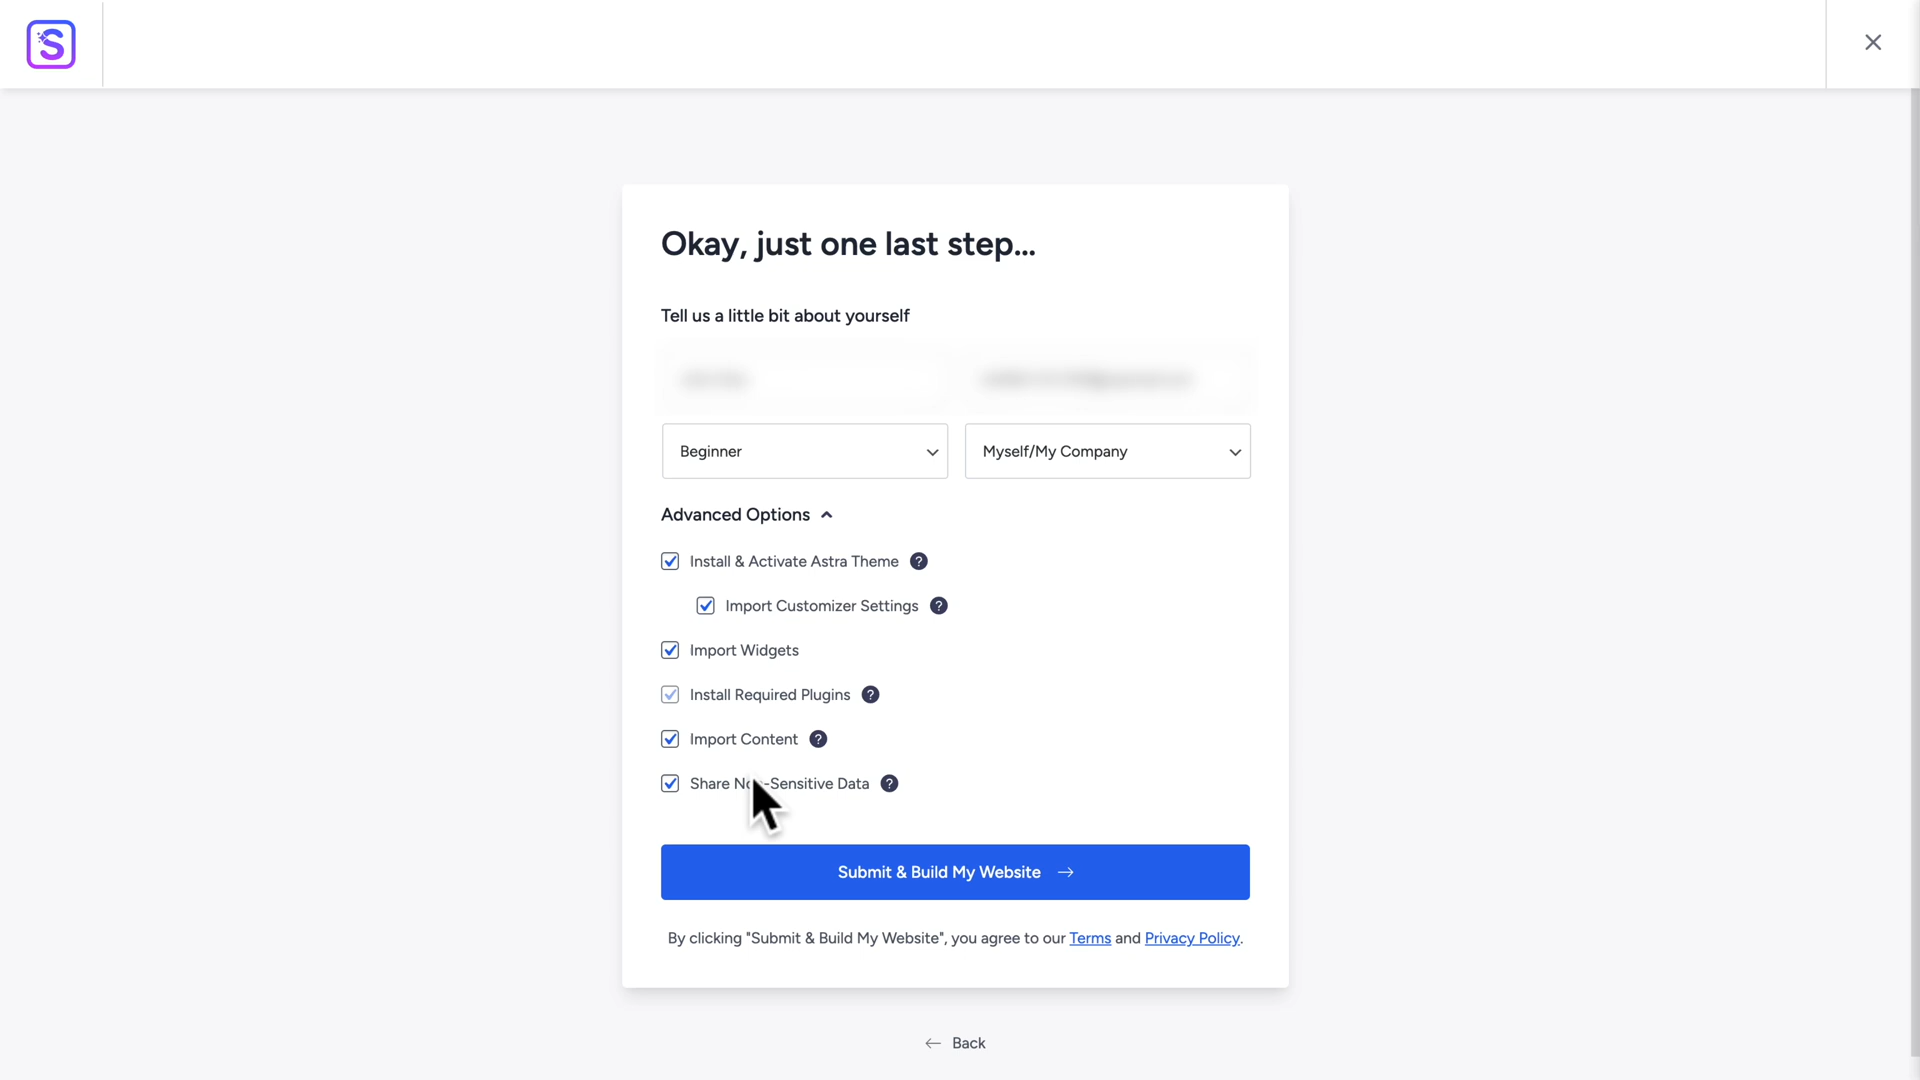 S
Okay, just one last step...
Tell us a little bit about yourself
Beginner
Myself/My Company
Advanced Options
Install & Activate Astra Theme ?
Import Customizer Settings ?
Import Widgets
Install Required Plugins ?
Import Content ?
Share Non-Sensitive Data ?
Submit & Build My Website →
By clicking "Submit & Build My Website", you agree to our Terms and Privacy Policy.
← Back